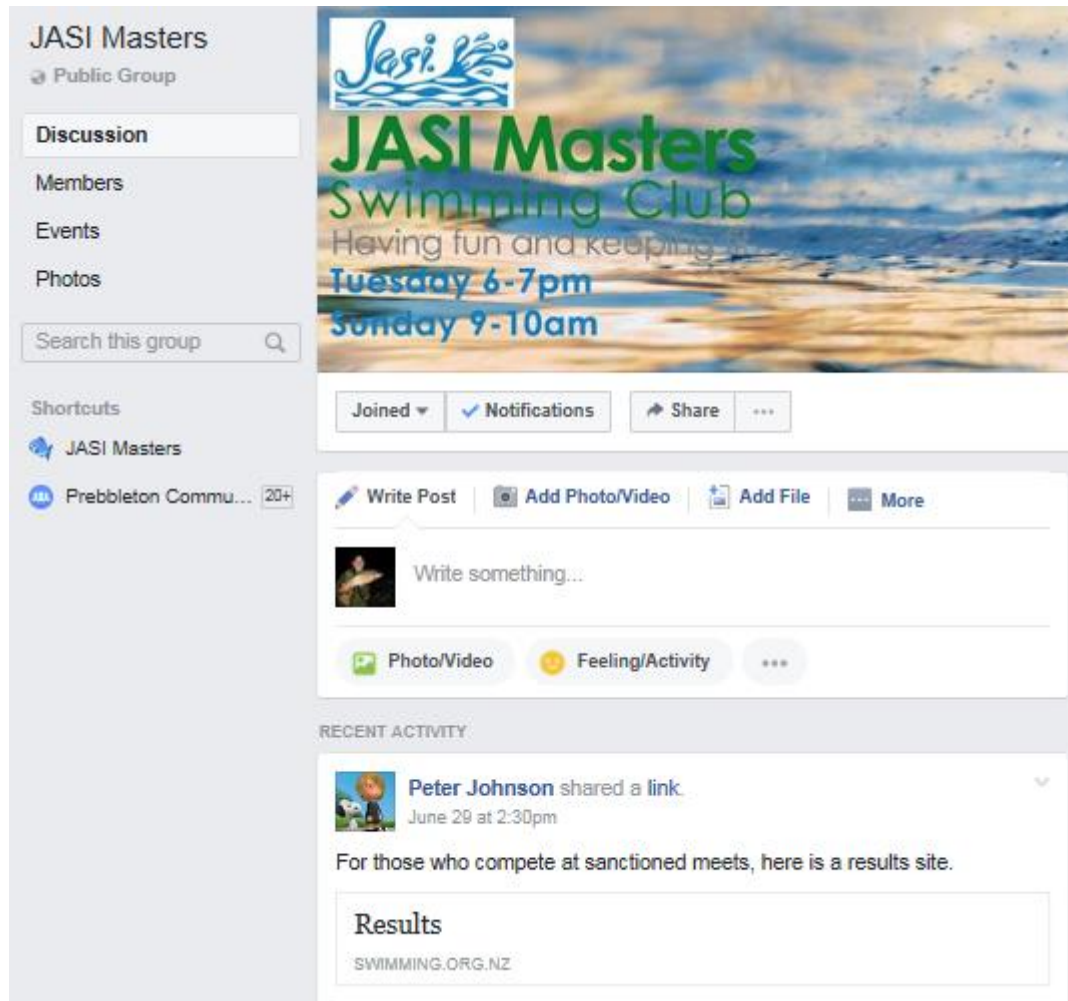 JASI Masters
Public Group
Discussion
Members
Events
Photos
Search this group
Shortcuts
JASI Masters
Prebbleton Commu... 20+
Jasi
JASI Masters
Swimming Club
Having fun and keeping
Tuesday 6-7pm
Sunday 9-10am
Joined
Notifications
Share
Write Post
Add Photo/Video
Add File
More
Write something...
Photo/Video
Feeling/Activity
RECENT ACTIVITY
Peter Johnson shared a link.
June 29 at 2:30pm
For those who compete at sanctioned meets, here is a results site.
Results
SWIMMING.ORG.NZ